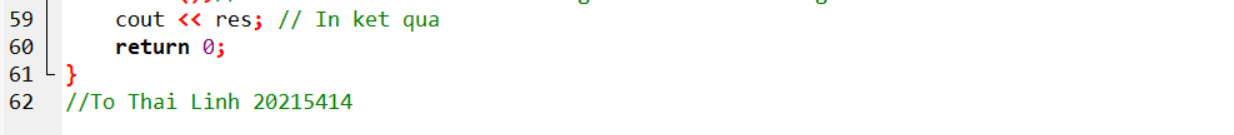 59 cout << res; // In ket qua
60 return 0;
61 }
62 //To Thai Linh 20215414